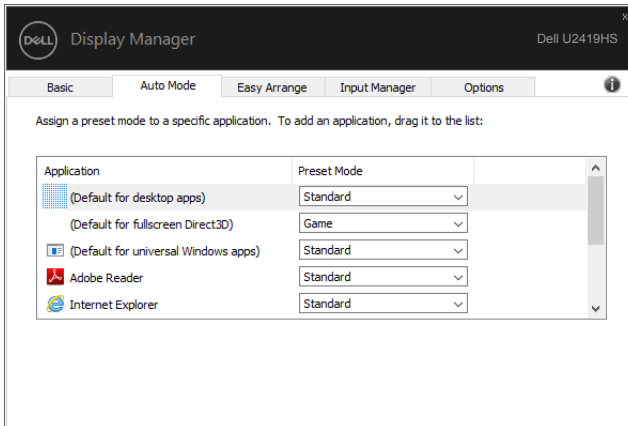 x
DELL Display Manager Dell U2419HS
Basic Auto Mode Easy Arrange Input Manager Options i
Assign a preset mode to a specific application. To add an application, drag it to the list:
Application Preset Mode
(Default for desktop apps) Standard
(Default for fullscreen Direct3D) Game
(Default for universal Windows apps) Standard
Adobe Reader Standard
Internet Explorer Standard